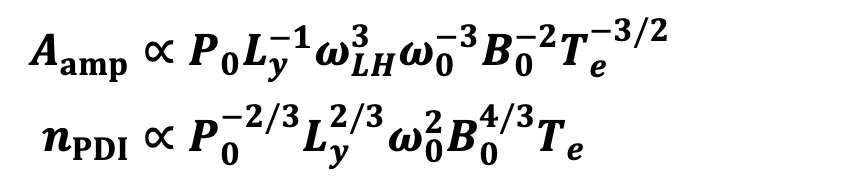 A_amp ∝ P_0 L_y^{-1} ω_{LH}^3 ω_0^{-3} B_0^{-2} T_e^{-3/2}
n_PDI ∝ P_0^{-2/3} L_y^{2/3} ω_0^2 B_0^{4/3} T_e